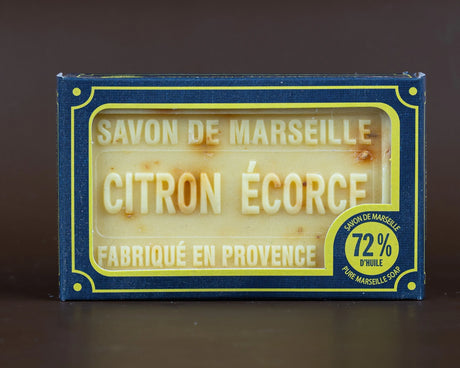 SAVON DE MARSEILLE
CITRON ÉCORCE
FABRIQUÉ EN PROVENCE
SAVON DE MARSEILLE
72 %
D'HUILE
PURE MARSEILLE SOAP